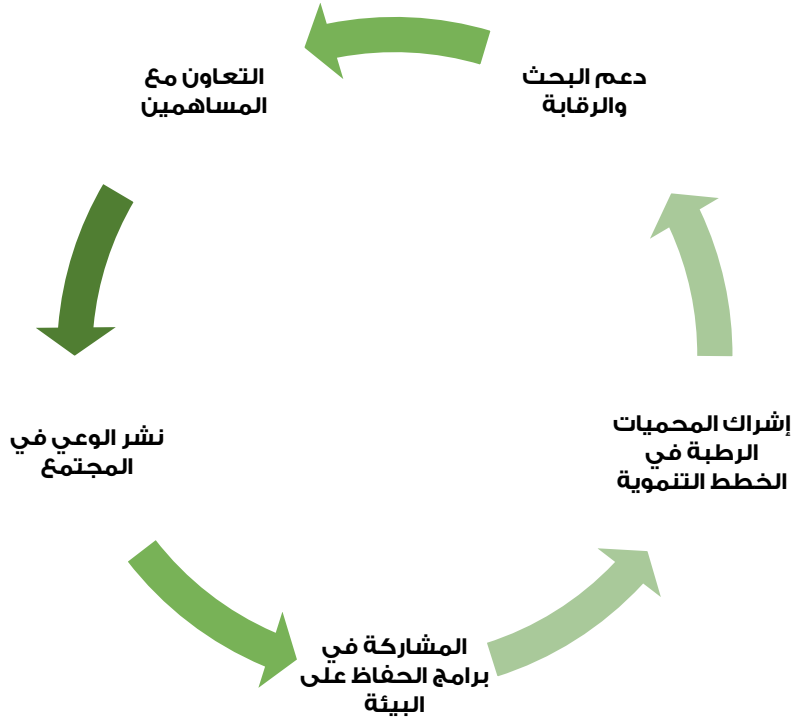 دعم البحث
والرقابة
التعاون مع
المساهمين
نشر الوعي في
المجتمع
المشاركة في
برامج الحفاظ على
البيئة
إشراك المحميات
الرطبة في
الخطط التنموية